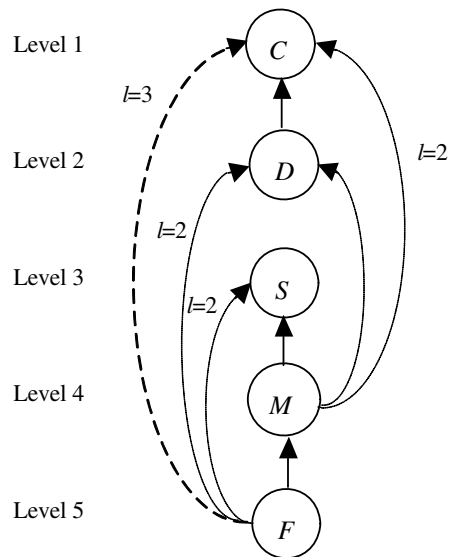 Level 1
C
l=3
l=2
Level 2
D
l=2
Level 3
S
l=2
Level 4
M
Level 5
F